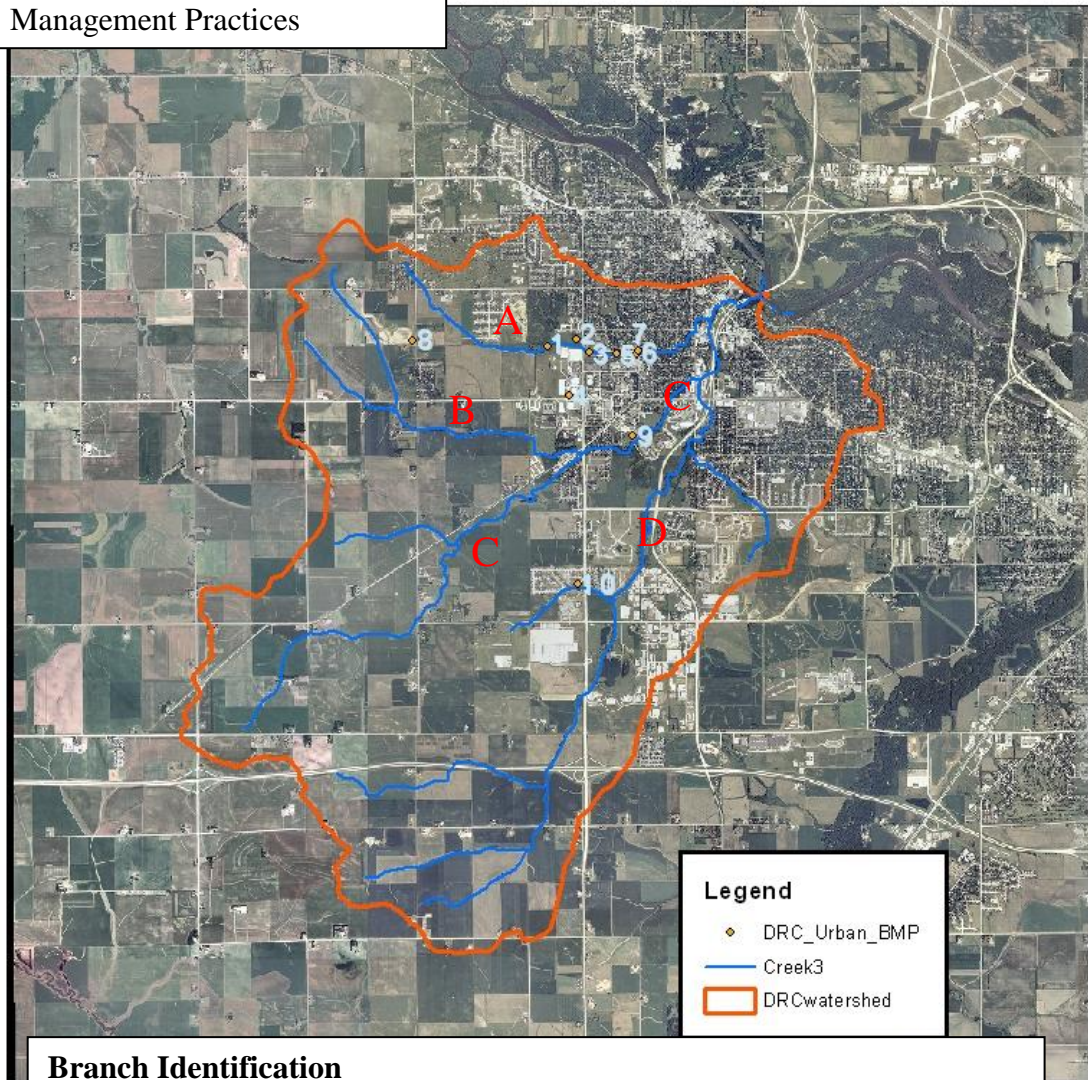 Management Practices
A
2
7
8
1
3
5
6
4
B
C
9
C
D
10
Legend
DRC_Urban_BMP
Creek3
DRCwatershed
Branch Identification